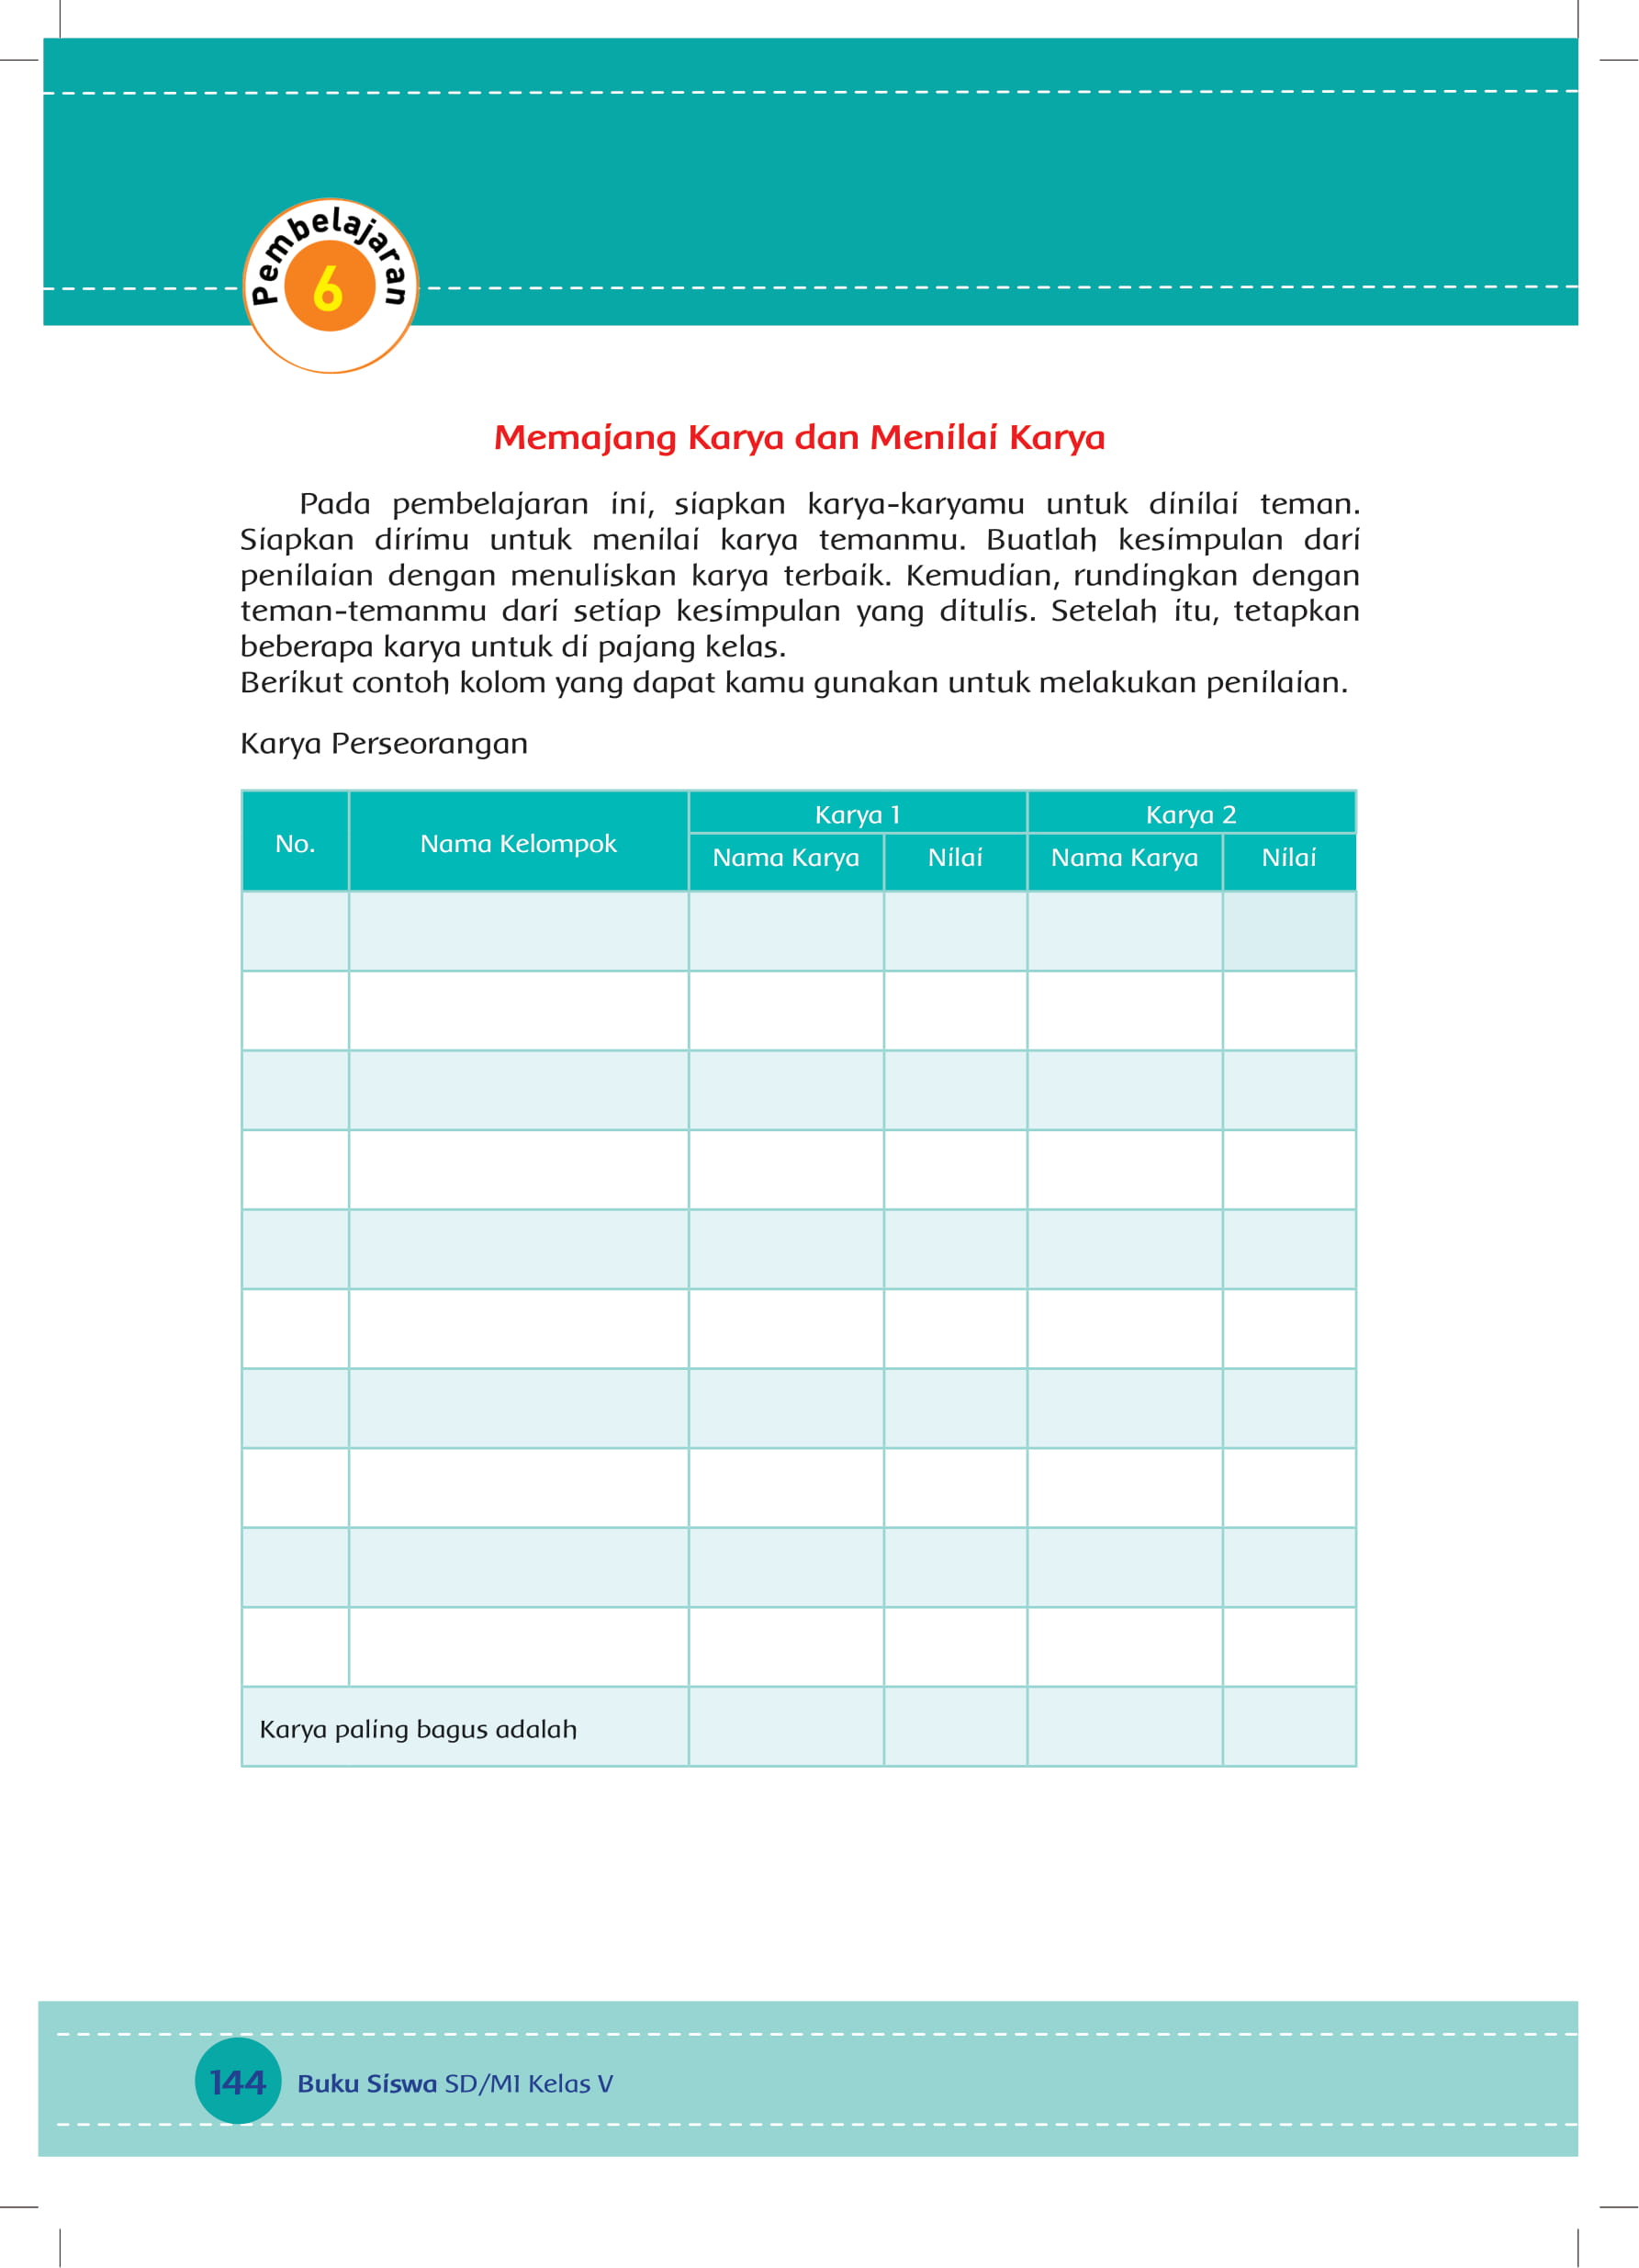 Pembelajaran
6
Memajang Karya dan Menilai Karya
Pada pembelajaran ini, siapkan karya-karyamu untuk dinilai teman.
Siapkan dirimu untuk menilai karya temanmu. Buatlah kesimpulan dari
penilaian dengan menuliskan karya terbaik. Kemudian, rundingkan dengan
teman-temanmu dari setiap kesimpulan yang ditulis. Setelah itu, tetapkan
beberapa karya untuk di pajang kelas.
Berikut contoh kolom yang dapat kamu gunakan untuk melakukan penilaian.
Karya Perseorangan
No. Nama Kelompok Karya 1 Karya 2
Nama Karya Nilai Nama Karya Nilai
Karya paling bagus adalah
144 Buku Siswa SD/MI Kelas V